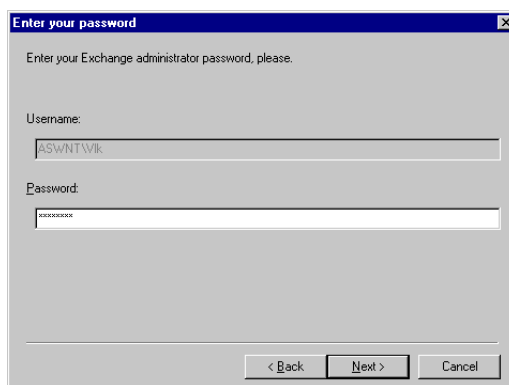 Enter your password
Enter your Exchange administrator password, please.
Username:
ASWNT\Vlk
Password:
xxxxxxxx
< Back Next > Cancel